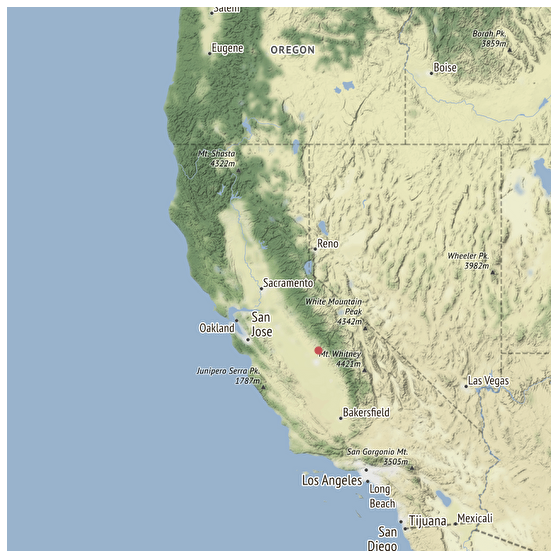 Salem
Eugene
OREGON
Borah Pk.
3859m
Boise
Mt. Shasta
4322m
Reno
Wheeler Pk.
3982m
Sacramento
White Mountain
Peak
4342m
San
Jose
Oakland
Mt. Whitney
4421m
Junipero Serra Pk.
1787m
Las Vegas
Bakersfield
San Gorgonio Mt.
3505m
Los Angeles
Long
Beach
Tijuana
Mexicali
San
Diego